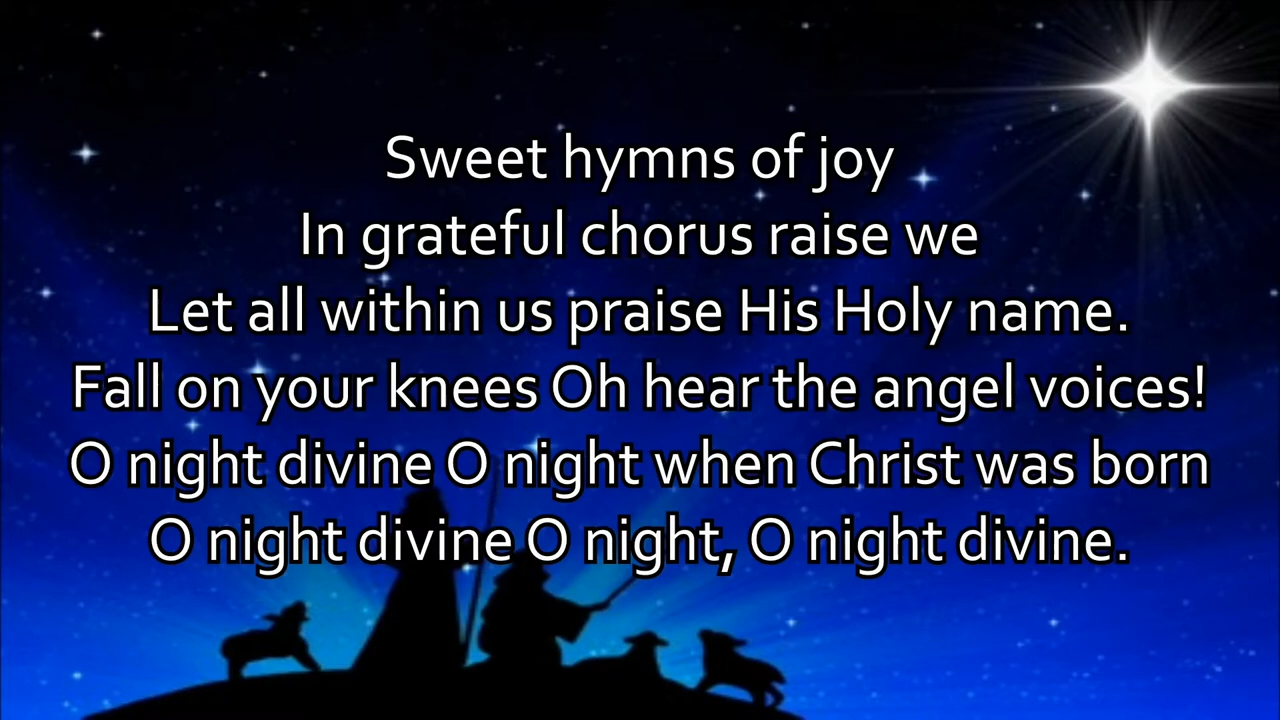 Sweet hymns of joy
In grateful chorus raise we
Let all within us praise His Holy name.
Fall on your knees Oh hear the angel voices!
O night divine O night when Christ was born
O night divine O night, O night divine.